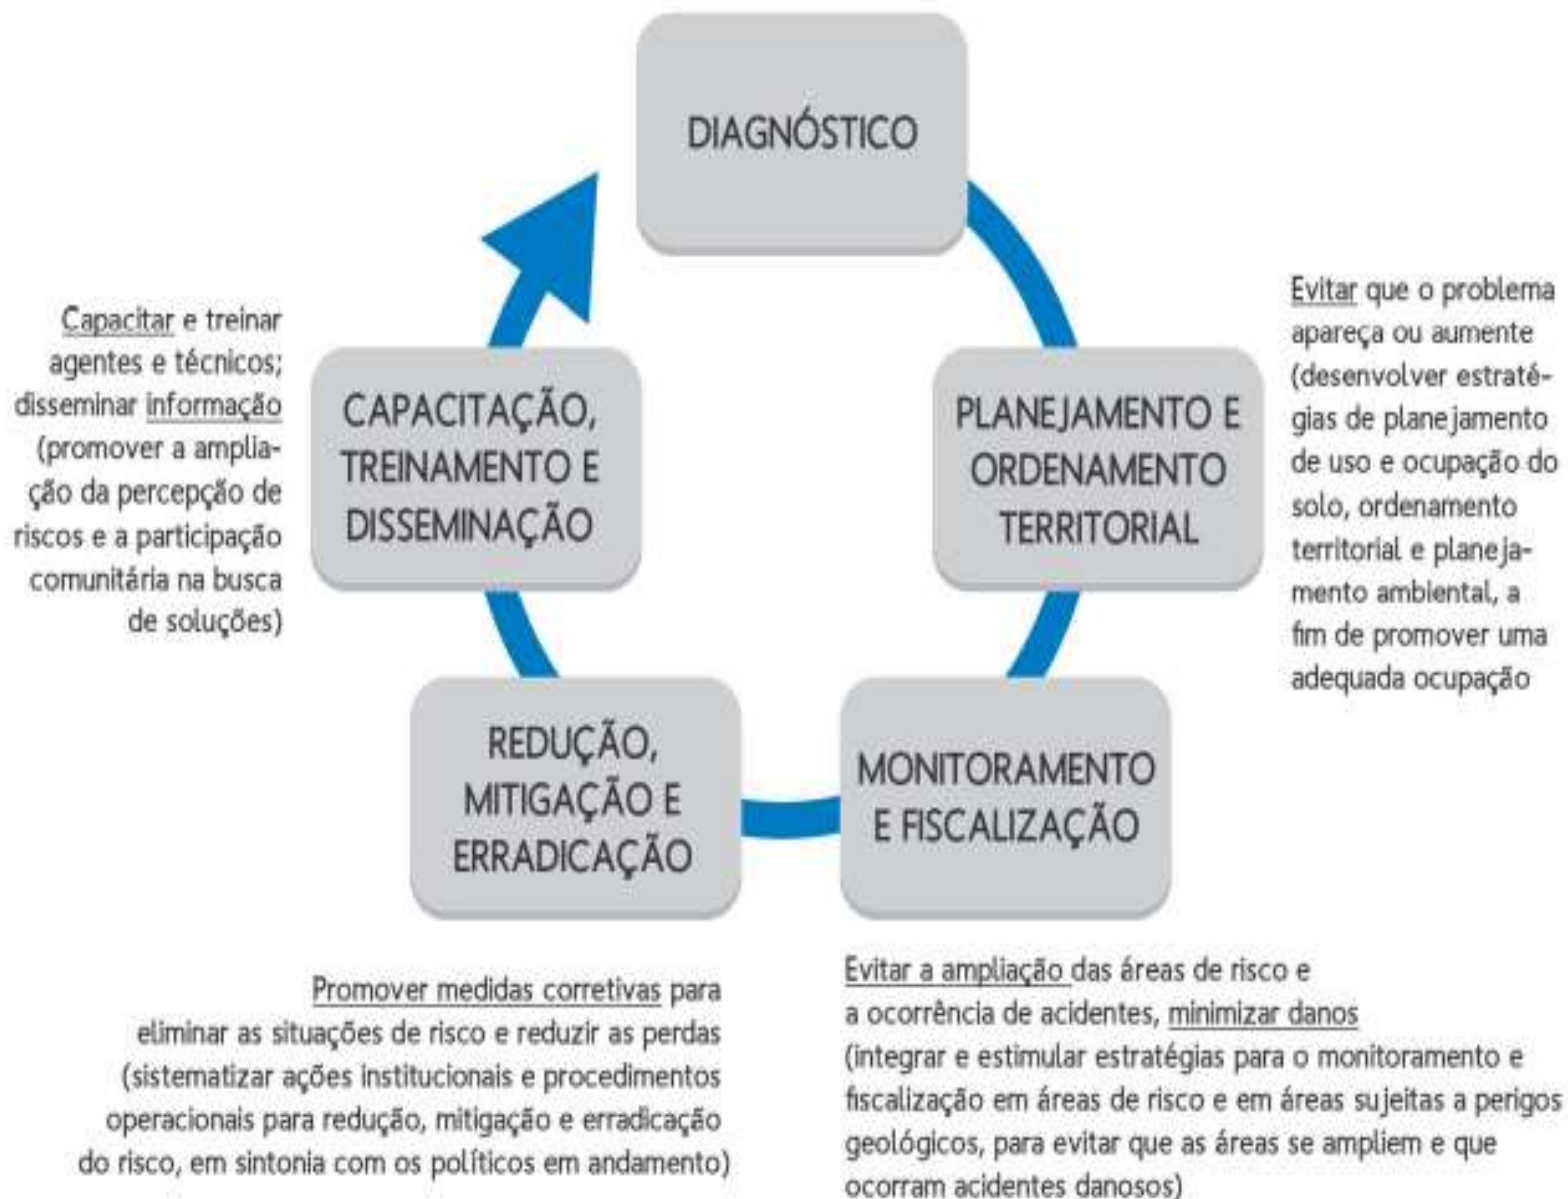 DIAGNÓSTICO
Evitar que o problema
apareça ou aumente
(desenvolver estraté-
gias de planejamento
de uso e ocupação do
solo, ordenamento
territorial e planeja-
mento ambiental, a
fim de promover uma
adequada ocupação
PLANEJAMENTO E
ORDENAMENTO
TERRITORIAL
MONITORAMENTO
E FISCALIZAÇÃO
Evitar a ampliação das áreas de risco e
a ocorrência de acidentes, minimizar danos
(integrar e estimular estratégias para o monitoramento e
fiscalização em áreas de risco e em áreas sujeitas a perigos
geológicos, para evitar que as áreas se ampliem e que
ocorram acidentes danosos)
REDUÇÃO,
MITIGAÇÃO E
ERRADICAÇÃO
Promover medidas corretivas para
eliminar as situações de risco e reduzir as perdas
(sistematizar ações institucionais e procedimentos
operacionais para redução, mitigação e erradicação
do risco, em sintonia com os políticos em andamento)
CAPACITAÇÃO,
TREINAMENTO E
DISSEMINAÇÃO
Capacitar e treinar
agentes e técnicos;
disseminar informação
(promover a amplia-
ção da percepção de
riscos e a participação
comunitária na busca
de soluções)